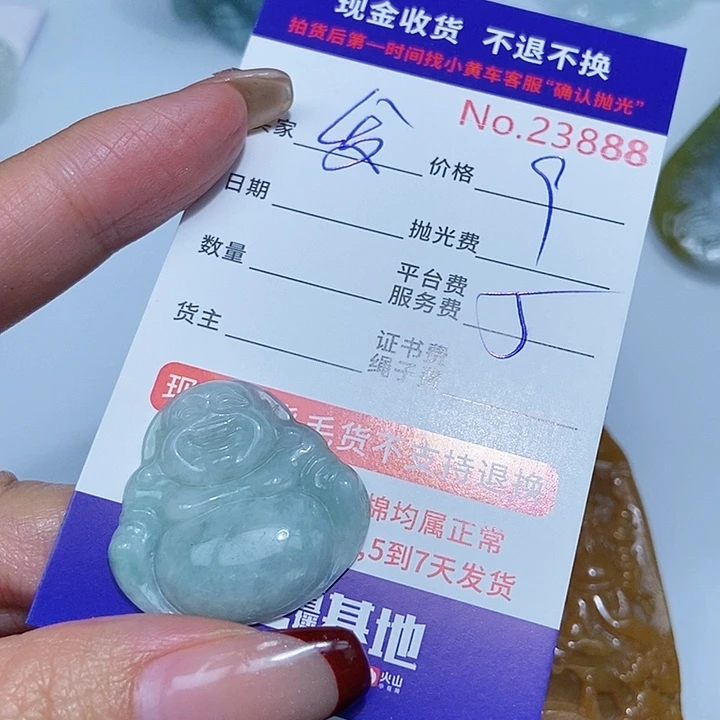 现金收货 不退不换
拍货后第一时间找小黄车客服“确认抛光”
No.23888
家 价格 9
日期 抛光费
数量 平台费
服务费 5
货主 证书费
绳子费
现 毛货不支持退换
棉均属正常
5到7天发货
基地
火山